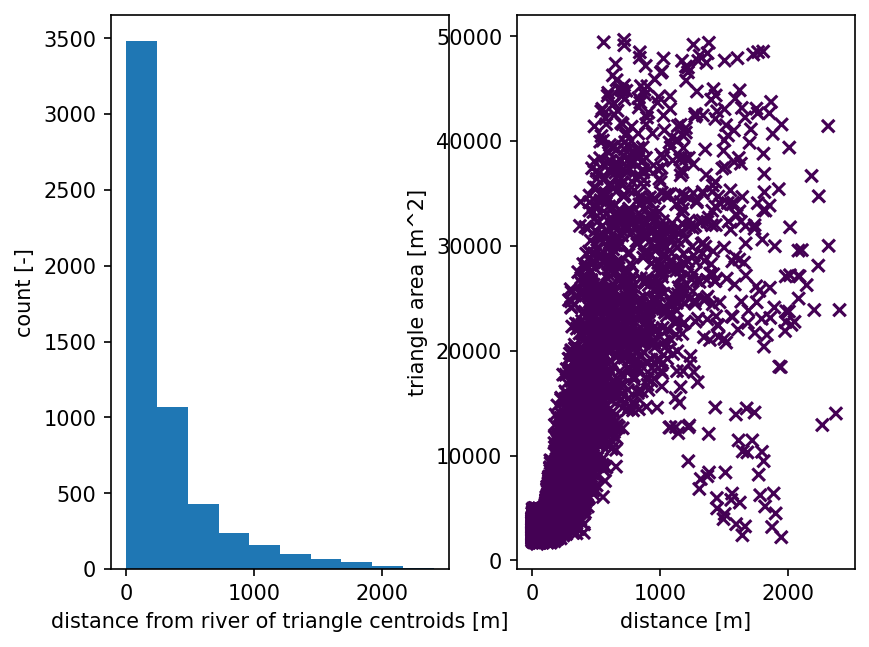 3500
3000
2500
2000
1500
1000
500
0
count [-]
0 1000 2000
distance from river of triangle centroids [m]
50000
40000
30000
20000
10000
0
triangle area [m^2]
0 1000 2000
distance [m]